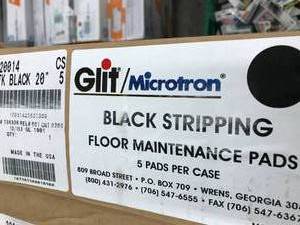 20014
CS
TK BLACK 20"
5
MADE IN THE USA
Glit/Microtron®
BLACK STRIPPING
FLOOR MAINTENANCE PADS
5 PADS PER CASE
809 BROAD STREET • P.O. BOX 709 • WRENS, GEORGIA 30
(800) 431-2976 / (706) 547-6555 / FAX (706) 547-636